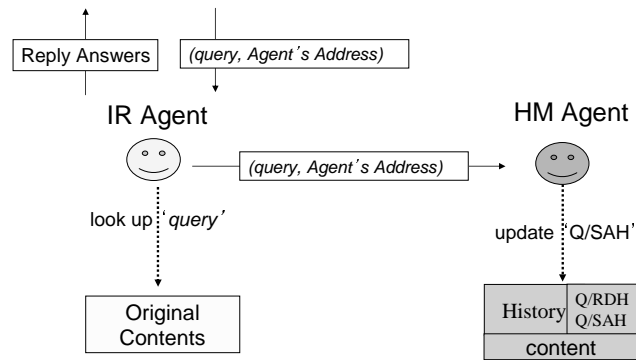 Reply Answers
(query, Agent's Address)
IR Agent
HM Agent
(query, Agent's Address)
look up 'query'
update 'Q/SAH'
Original
Contents
History
Q/RDH
Q/SAH
content